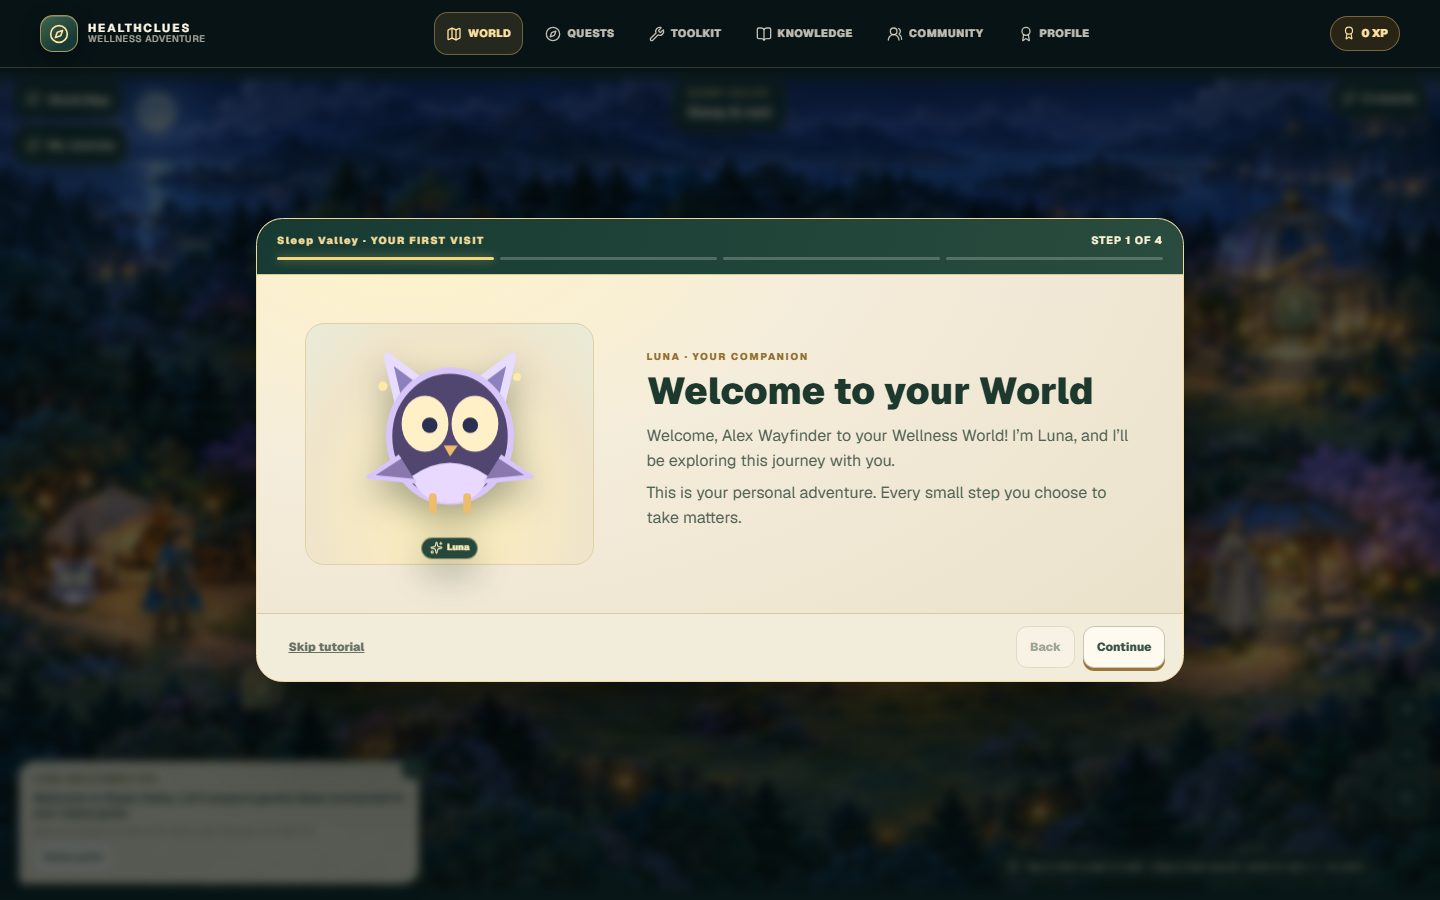 HEALTHCLUES
WELLNESS ADVENTURE
WORLD
QUESTS
TOOLKIT
KNOWLEDGE
COMMUNITY
PROFILE
0 XP
Sleep Valley · YOUR FIRST VISIT
STEP 1 OF 4
LUNA · YOUR COMPANION
Welcome to your World
Welcome, Alex Wayfinder to your Wellness World! I’m Luna, and I’ll
be exploring this journey with you.
This is your personal adventure. Every small step you choose to
take matters.
Luna
Skip tutorial
Back
Continue